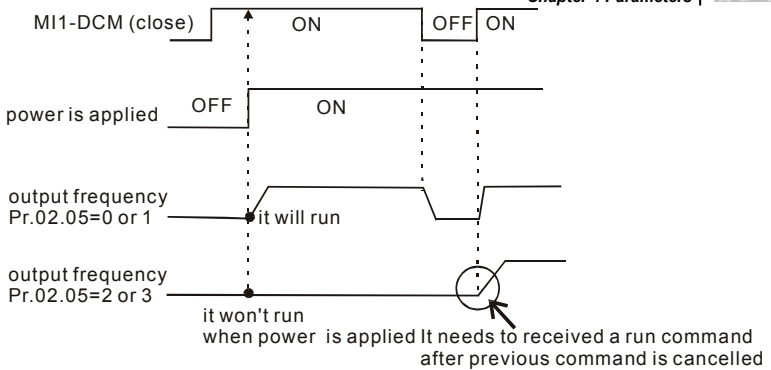 Chapter 4 Parameters |
MI1-DCM (close)
ON
OFF
ON
power is applied
OFF
ON
output frequency
Pr.02.05=0 or 1
it will run
output frequency
Pr.02.05=2 or 3
it won't run
when power is applied
It needs to received a run command
after previous command is cancelled